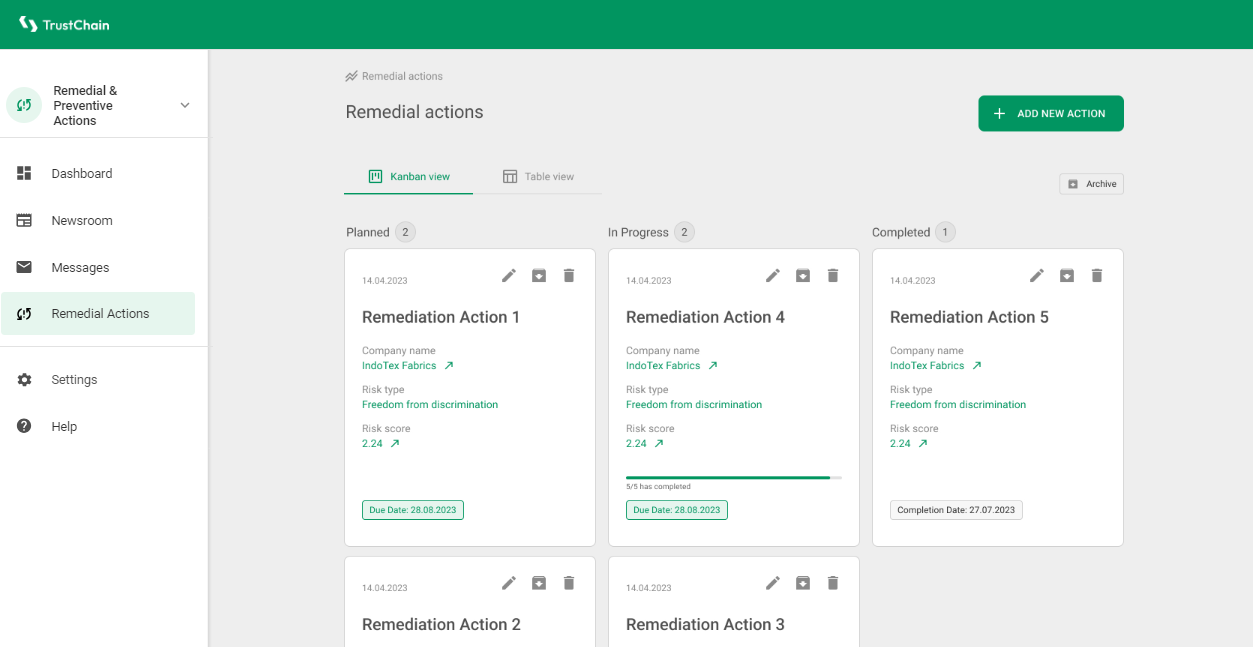 TrustChain
Remedial &
Preventive
Actions
Dashboard
Newsroom
Messages
Remedial Actions
Settings
Help
Remedial actions
Remedial actions
ADD NEW ACTION
Kanban view
Table view
Archive
Planned 2
14.04.2023
Remediation Action 1
Company name
IndoTex Fabrics
Risk type
Freedom from discrimination
Risk score
2.24
Due Date: 28.08.2023
14.04.2023
Remediation Action 2
In Progress 2
14.04.2023
Remediation Action 4
Company name
IndoTex Fabrics
Risk type
Freedom from discrimination
Risk score
2.24
5/5 has completed
Due Date: 28.08.2023
14.04.2023
Remediation Action 3
Completed 1
14.04.2023
Remediation Action 5
Company name
IndoTex Fabrics
Risk type
Freedom from discrimination
Risk score
2.24
Completion Date: 27.07.2023